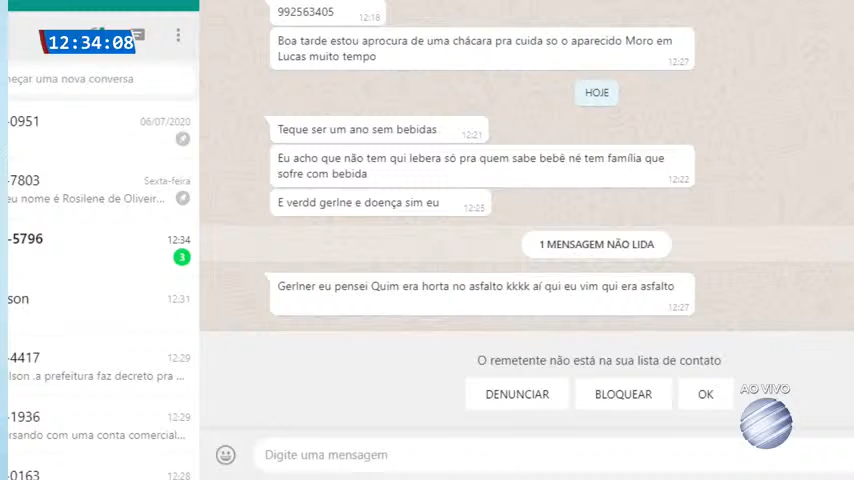 12:34:08
eçar uma nova conversa
-0951
06/07/2020
-7803
Sexta-feira
eu nome é Rosilene de Oliveir...
-5796
12:34
3
son
12:31
-4417
12:29
lson .a prefeitura faz decreto pra ...
-1936
12:29
rsando com uma conta comercial...
-0163
12:28
992563405
12:18
Boa tarde estou aprocura de uma chácara pra cuida so o aparecido Moro em
Lucas muito tempo
12:27
HOJE
Teque ser um ano sem bebidas
12:21
Eu acho que não tem qui lebera só pra quem sabe bebê né tem família que
sofre com bebida
12:22
E verdd gerlne e doença sim eu
12:25
1 MENSAGEM NÃO LIDA
Gerlner eu pensei Quim era horta no asfalto kkkk aí qui eu vim qui era asfalto
12:27
O remetente não está na sua lista de contato
DENUNCIAR
BLOQUEAR
OK
AO VIVO
Digite uma mensagem